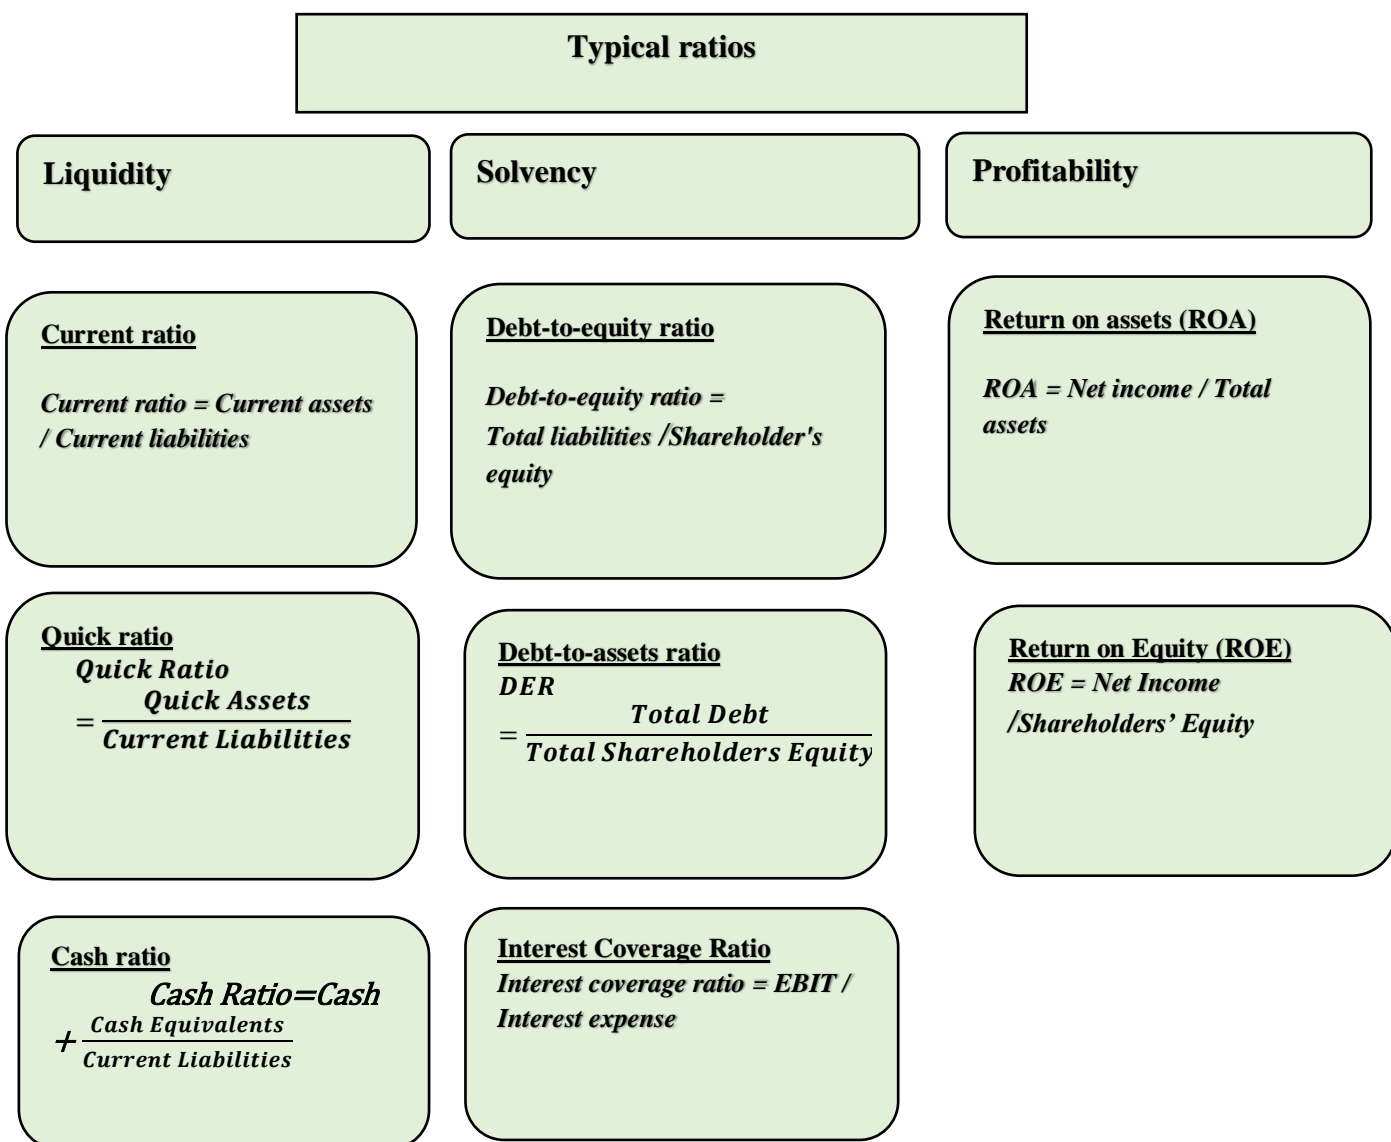 Typical ratios
Liquidity
Solvency
Profitability
Current ratio
Current ratio = Current assets
/ Current liabilities
Debt-to-equity ratio
Debt-to-equity ratio =
Total liabilities /Shareholder's
equity
Return on assets (ROA)
ROA = Net income / Total
assets
Quick ratio
Quick Ratio
= Quick Assets
Current Liabilities
Debt-to-assets ratio
DER
= Total Debt
Total Shareholders Equity
Return on Equity (ROE)
ROE = Net Income
/Shareholders’ Equity
Cash ratio
Cash Ratio=Cash
+ Cash Equivalents
Current Liabilities
Interest Coverage Ratio
Interest coverage ratio = EBIT /
Interest expense